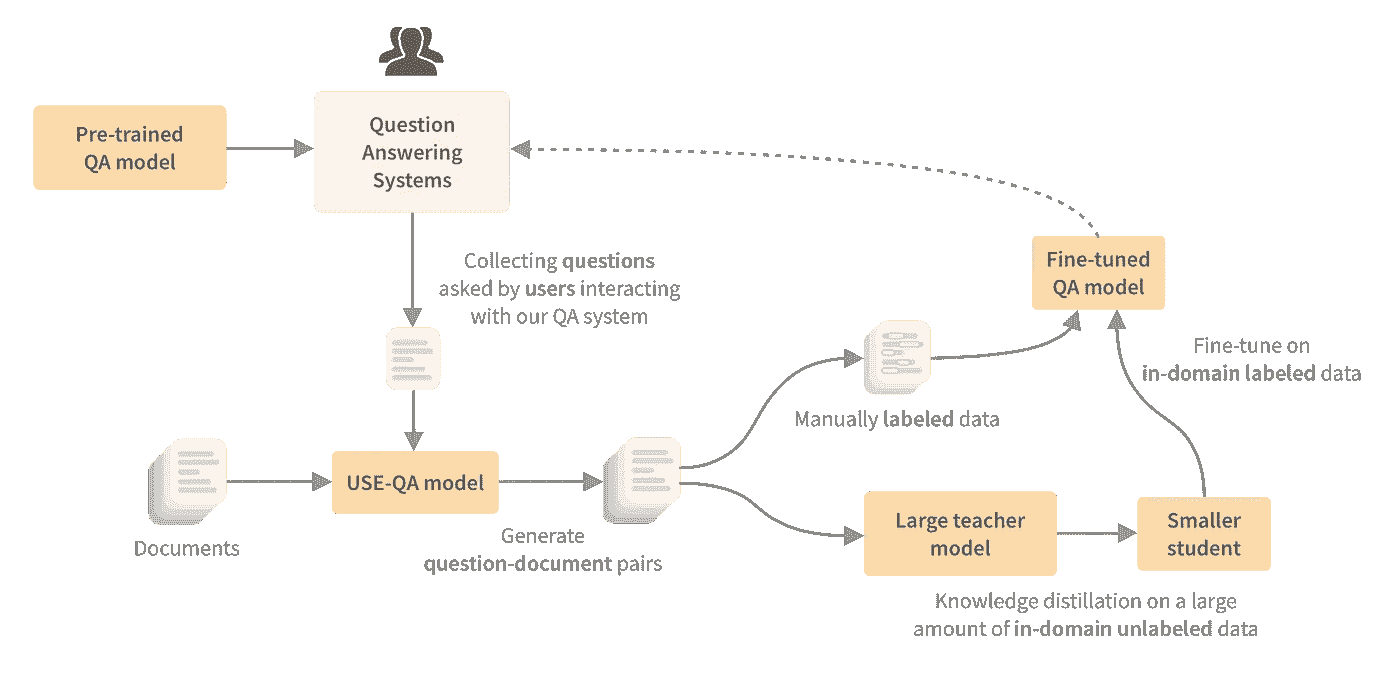 Pre-trained
QA model
Question
Answering
Systems
Collecting questions
asked by users interacting
with our QA system
Fine-tuned
QA model
Fine-tune on
in-domain labeled data
Manually labeled data
USE-QA model
Documents
Generate
question-document pairs
Large teacher
model
Smaller
student
Knowledge distillation on a large
amount of in-domain unlabeled data